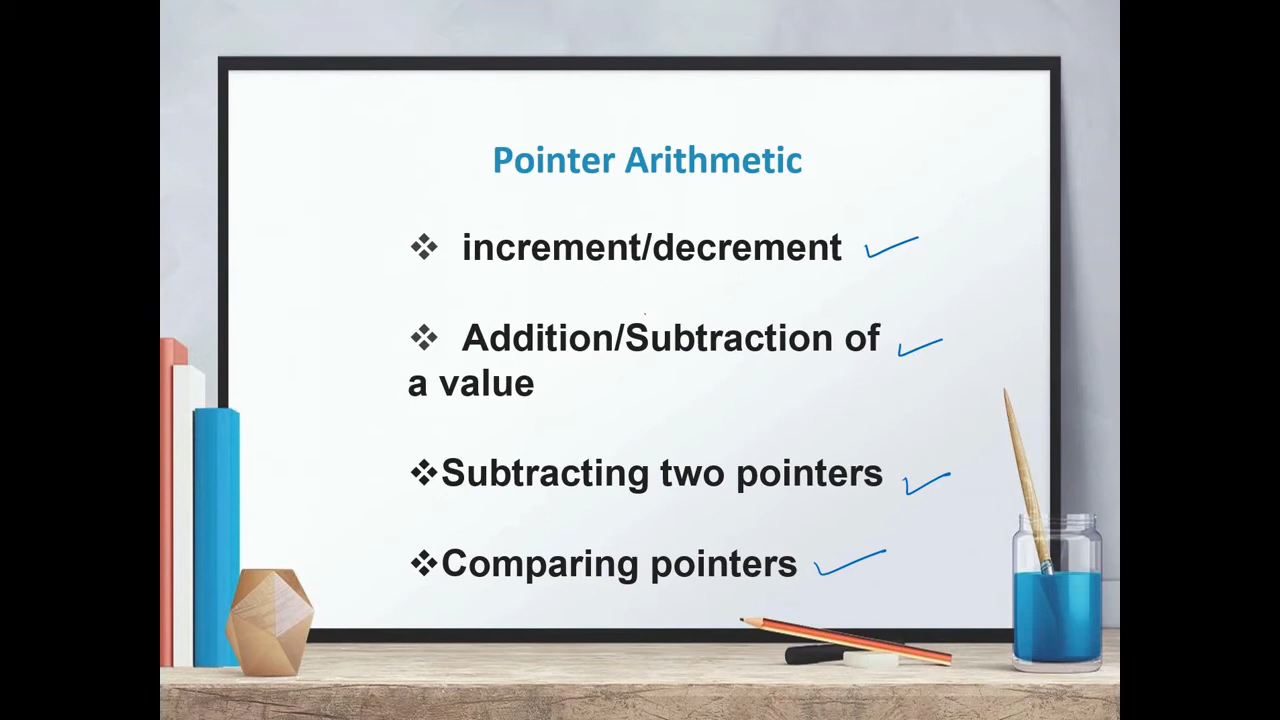 Pointer Arithmetic
❖ increment/decrement
❖ Addition/Subtraction of
a value
❖Subtracting two pointers
❖Comparing pointers